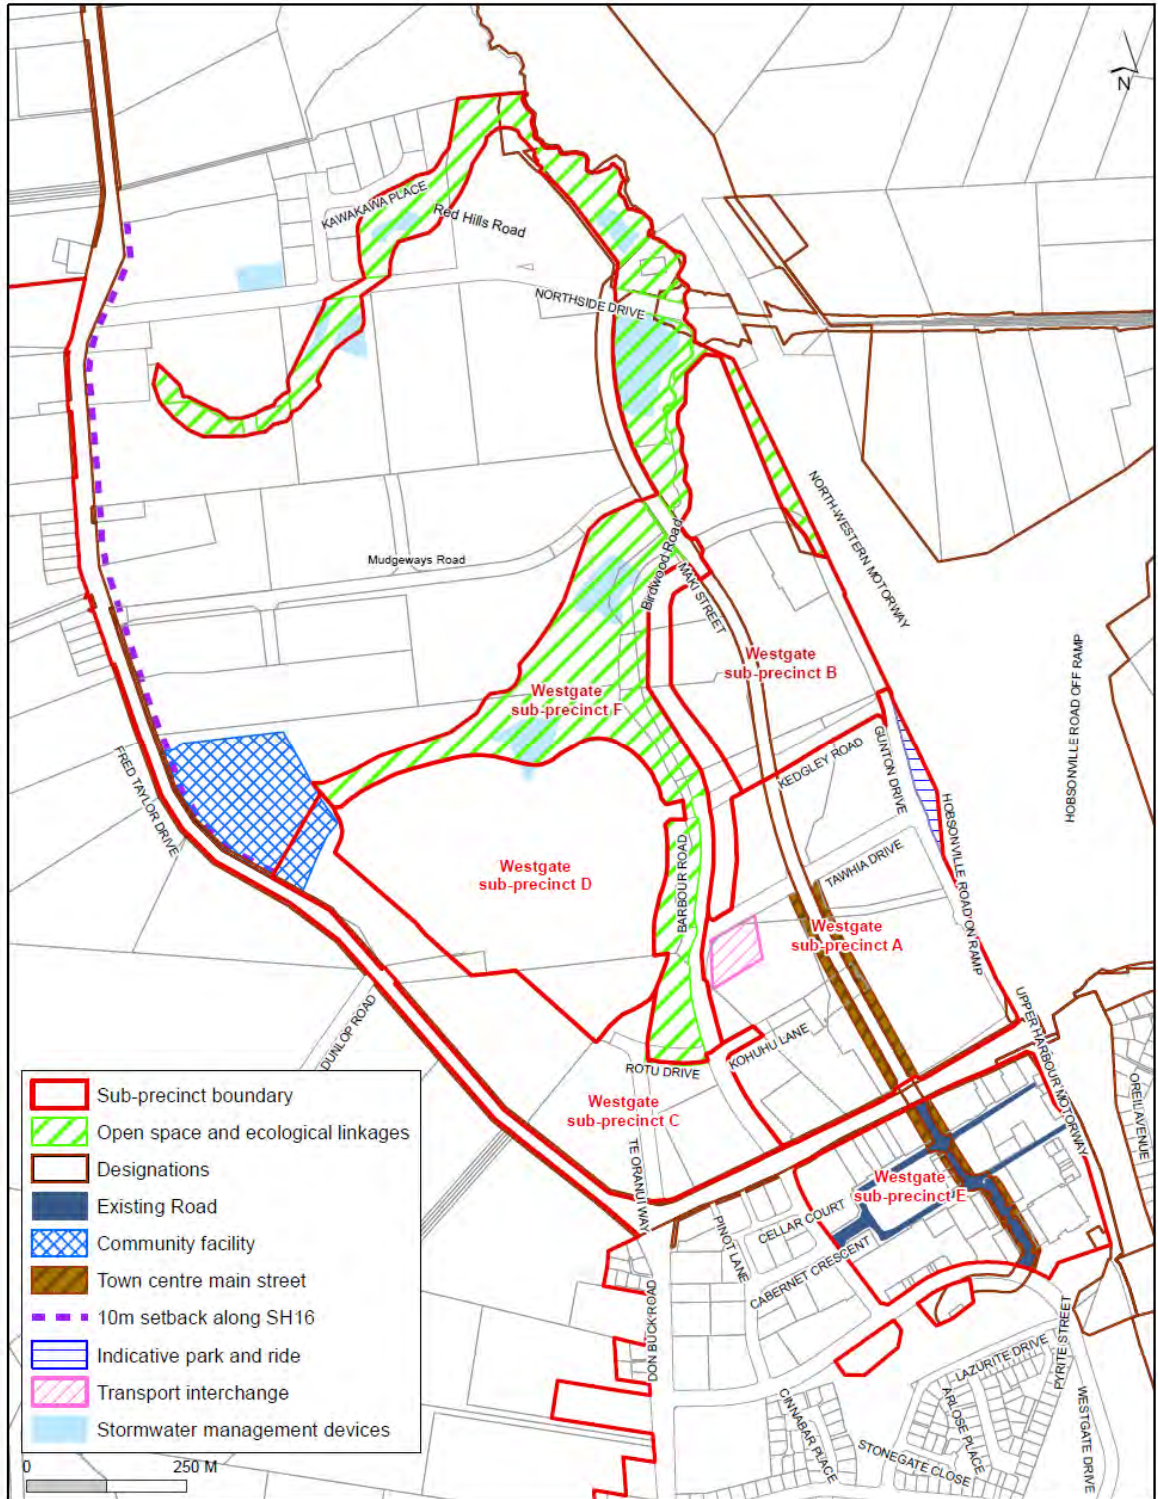 N
KAWAKAWA PLACE
Red Hills Road
NORTHSIDE DRIVE
NORTH-WESTERN MOTORWAY
Mudgeways Road
Birdwood Road
MAKI STREET
HOBSONVILLE ROAD OFF RAMP
Westgate
sub-precinct B
Westgate
sub-precinct F
FRED TAYLOR DRIVE
KEDGLEY ROAD
GUNTON DRIVE
HOBSONVILLE ROAD ON RAMP
Westgate
sub-precinct D
BARBOUR ROAD
TAWHIA DRIVE
Westgate
sub-precinct A
DUNLOP ROAD
UPPER HARBOUR MOTORWAY
KOHUHU LANE
ROTU DRIVE
OREIL AVENUE
Westgate
sub-precinct C
TE ORANUI WAY
Westgate
sub-precinct E
PINOT LANE
CELLAR COURT
CABERNET CRESCENT
DON BUCK ROAD
PYRITE STREET
LAZURITE DRIVE
CINNABAR PLACE
ARLOSE PLACE
WESTGATE DRIVE
STONEGATE CLOSE
Sub-precinct boundary
Open space and ecological linkages
Designations
Existing Road
Community facility
Town centre main street
10m setback along SH16
Indicative park and ride
Transport interchange
Stormwater management devices
0 250 M